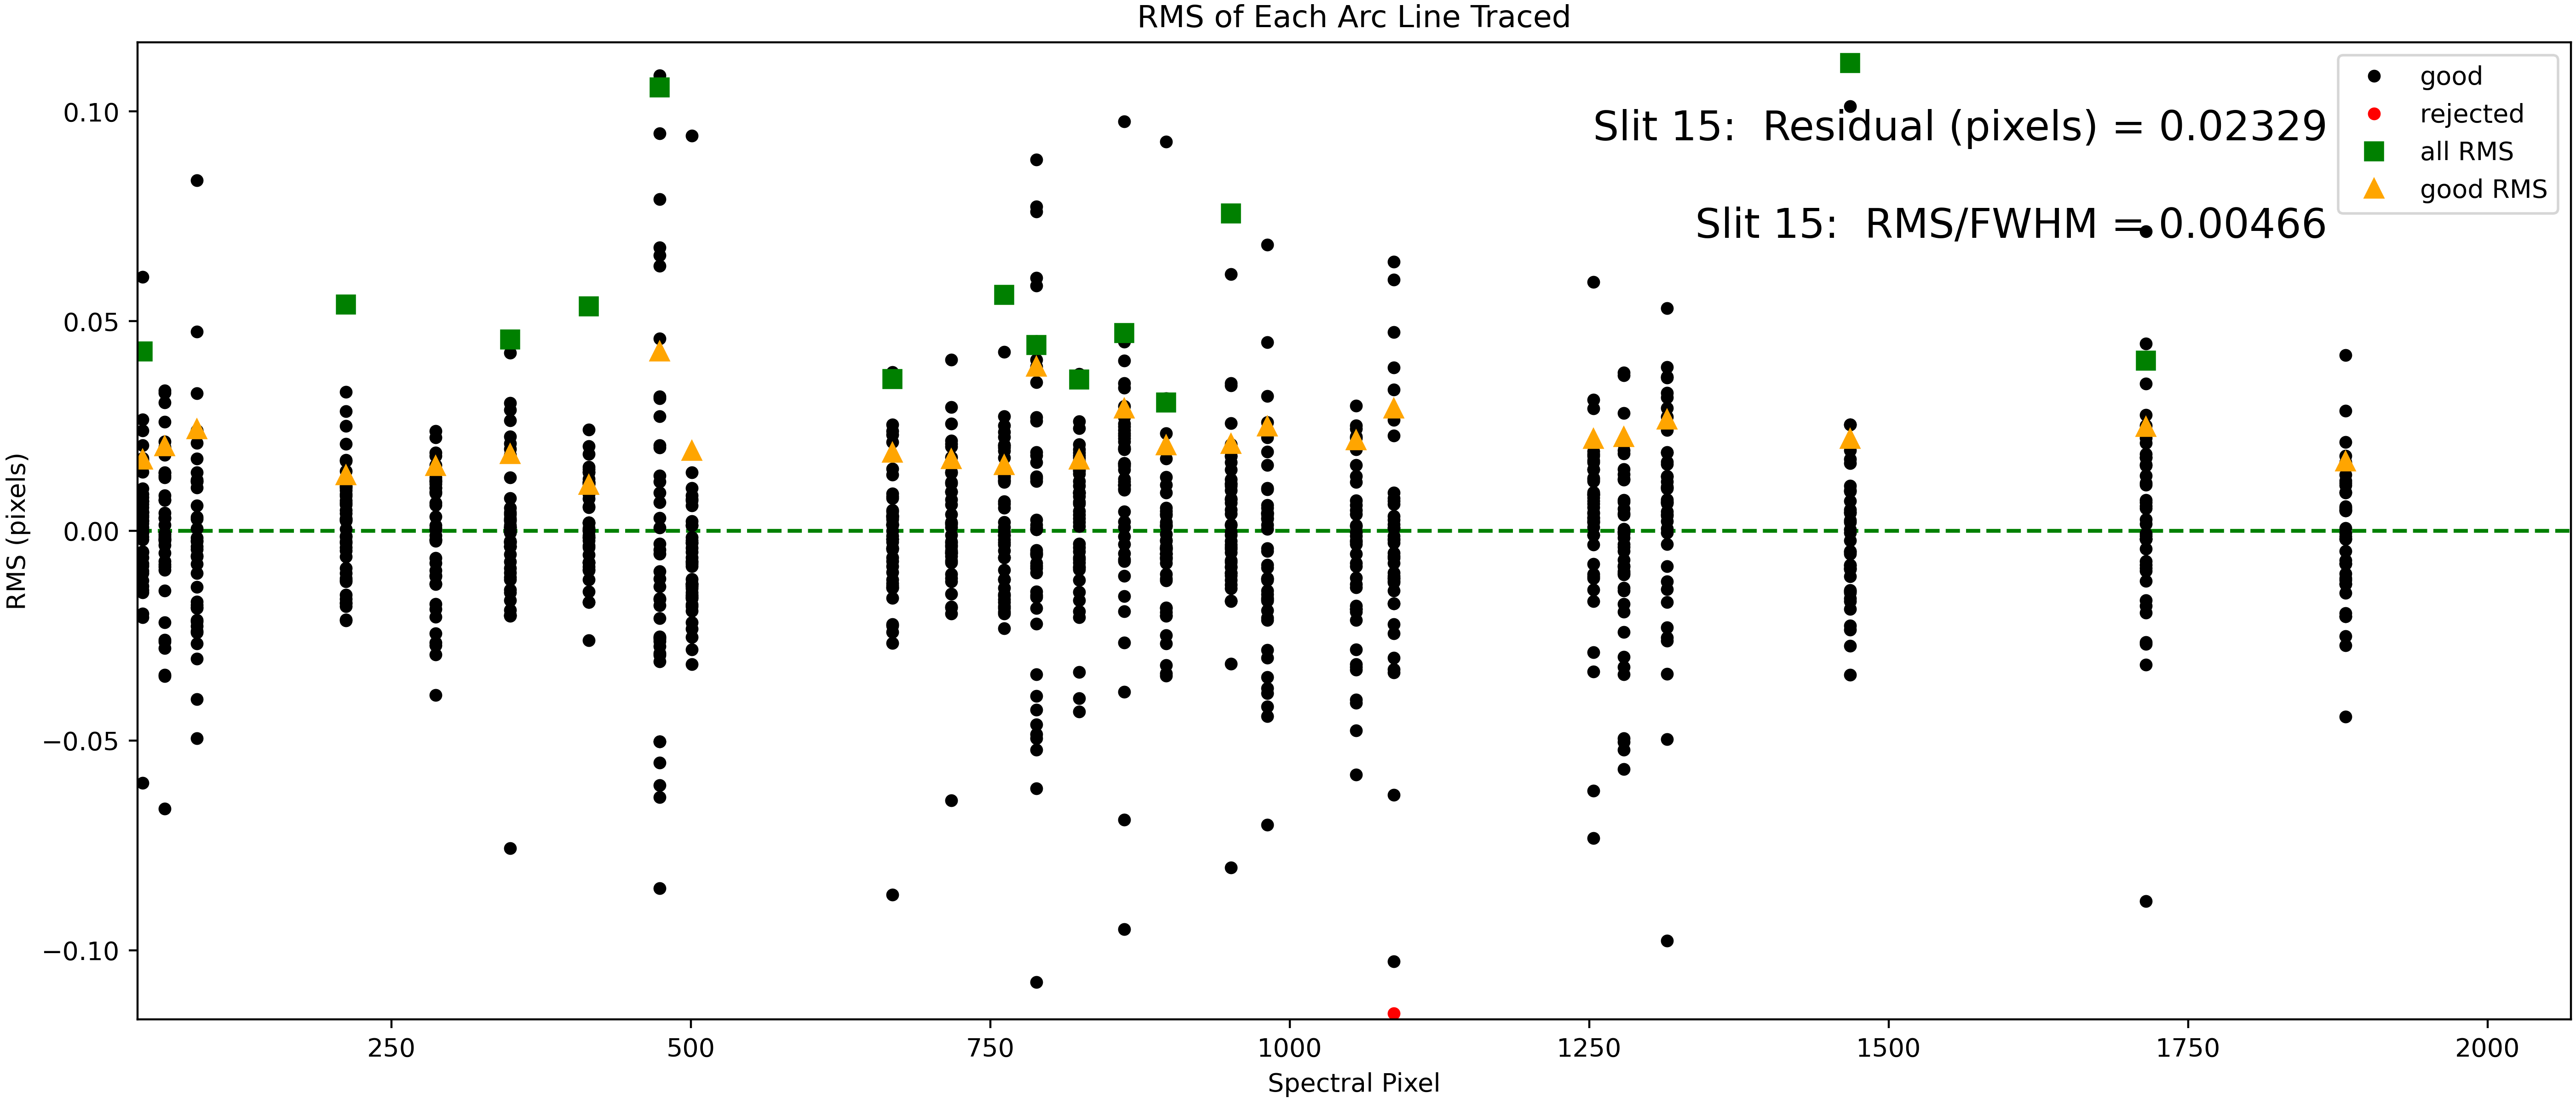 RMS of Each Arc Line Traced
good
rejected
all RMS
good RMS
Slit 15:  Residual (pixels) = 0.02329
Slit 15:  RMS/FWHM = 0.00466
RMS (pixels)
0.10
0.05
0.00
−0.05
−0.10
250 500 750 1000 1250 1500 1750 2000
Spectral Pixel